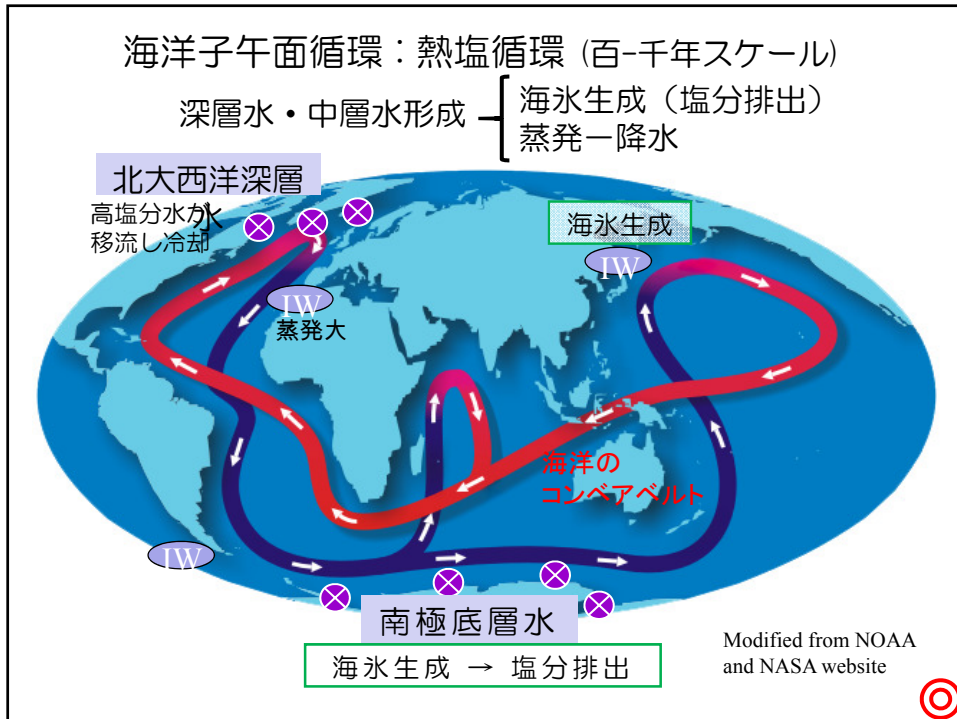 海洋子午面循環：熱塩循環 (百-千年スケール)
深層水・中層水形成
海氷生成（塩分排出）
蒸発ー降水
北大西洋深層水
高塩分水が
移流し冷却
海氷生成
IW
IW
蒸発大
海洋の
コンベアベルト
IW
南極底層水
海氷生成 → 塩分排出
Modified from NOAA
and NASA website